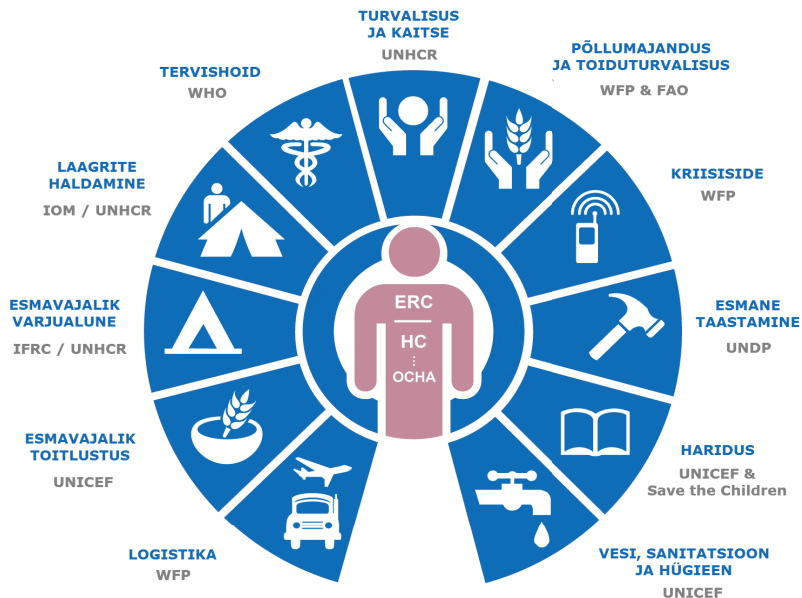 TURVALISUS
JA KAITSE
UNHCR
PÕLLUMAJANDUS
JA TOIDUTURVALISUS
WFP & FAO
KRIISISIDE
WFP
ESMANE
TAASTAMINE
UNDP
HARIDUS
UNICEF &
Save the Children
VESI, SANITATSIOON
JA HÜGIEEN
UNICEF
LOGISTIKA
WFP
ESMAVAJALIK
TOITLUSTUS
UNICEF
ESMAVAJALIK
VARJUALUNE
IFRC / UNHCR
LAAGRITE
HALDAMINE
IOM / UNHCR
TERVISHOID
WHO
ERC
HC
OCHA